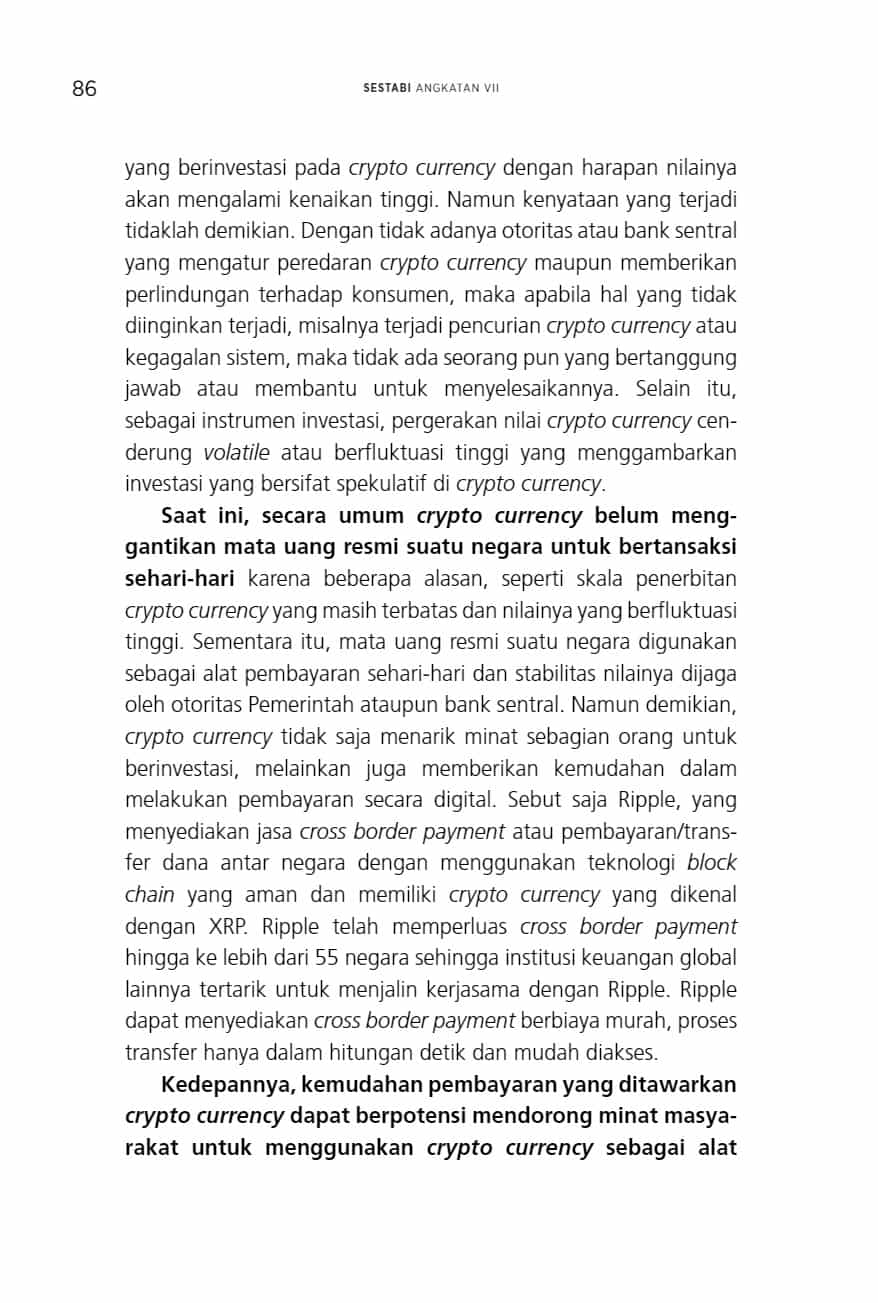 86
SESTABI ANGKATAN VII
yang berinvestasi pada crypto currency dengan harapan nilainya
akan mengalami kenaikan tinggi. Namun kenyataan yang terjadi
tidaklah demikian. Dengan tidak adanya otoritas atau bank sentral
yang mengatur peredaran crypto currency maupun memberikan
perlindungan terhadap konsumen, maka apabila hal yang tidak
diinginkan terjadi, misalnya terjadi pencurian crypto currency atau
kegagalan sistem, maka tidak ada seorang pun yang bertanggung
jawab atau membantu untuk menyelesaikannya. Selain itu,
sebagai instrumen investasi, pergerakan nilai crypto currency cen-
derung volatile atau berfluktuasi tinggi yang menggambarkan
investasi yang bersifat spekulatif di crypto currency.
Saat ini, secara umum crypto currency belum meng-
gantikan mata uang resmi suatu negara untuk bertansaksi
sehari-hari karena beberapa alasan, seperti skala penerbitan
crypto currency yang masih terbatas dan nilainya yang berfluktuasi
tinggi. Sementara itu, mata uang resmi suatu negara digunakan
sebagai alat pembayaran sehari-hari dan stabilitas nilainya dijaga
oleh otoritas Pemerintah ataupun bank sentral. Namun demikian,
crypto currency tidak saja menarik minat sebagian orang untuk
berinvestasi, melainkan juga memberikan kemudahan dalam
melakukan pembayaran secara digital. Sebut saja Ripple, yang
menyediakan jasa cross border payment atau pembayaran/trans-
fer dana antar negara dengan menggunakan teknologi block
chain yang aman dan memiliki crypto currency yang dikenal
dengan XRP. Ripple telah memperluas cross border payment
hingga ke lebih dari 55 negara sehingga institusi keuangan global
lainnya tertarik untuk menjalin kerjasama dengan Ripple. Ripple
dapat menyediakan cross border payment berbiaya murah, proses
transfer hanya dalam hitungan detik dan mudah diakses.
Kedepannya, kemudahan pembayaran yang ditawarkan
crypto currency dapat berpotensi mendorong minat masya-
rakat untuk menggunakan crypto currency sebagai alat